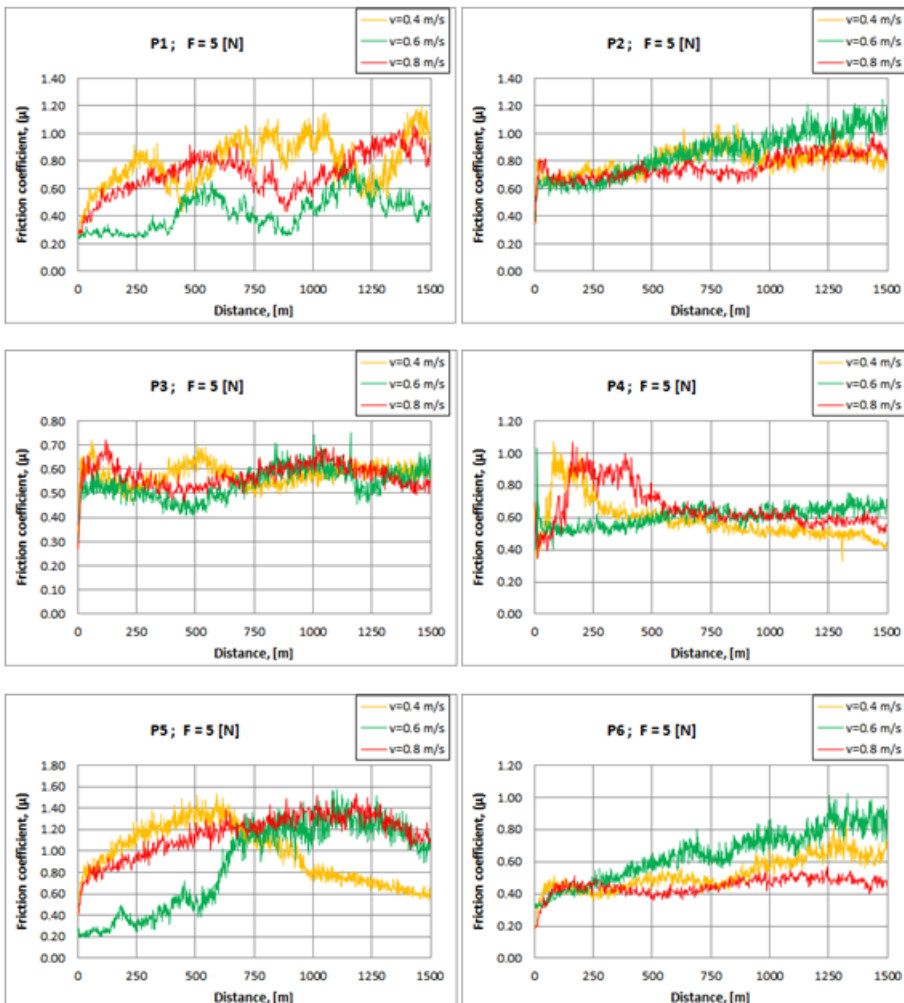 P1 ; F = 5 [N]
v=0.4 m/s
v=0.6 m/s
v=0.8 m/s
Friction coefficient, (μ)
1.40
1.20
1.00
0.80
0.60
0.40
0.20
0.00
0 250 500 750 1000 1250 1500
Distance, [m]
P2 ; F = 5 [N]
v=0.4 m/s
v=0.6 m/s
v=0.8 m/s
Friction coefficient, (μ)
1.40
1.20
1.00
0.80
0.60
0.40
0.20
0.00
0 250 500 750 1000 1250 1500
Distance, [m]
P3 ; F = 5 [N]
v=0.4 m/s
v=0.6 m/s
v=0.8 m/s
Friction coefficient, (μ)
0.80
0.70
0.60
0.50
0.40
0.30
0.20
0.10
0.00
0 250 500 750 1000 1250 1500
Distance, [m]
P4 ; F = 5 [N]
v=0.4 m/s
v=0.6 m/s
v=0.8 m/s
Friction coefficient, (μ)
1.20
1.00
0.80
0.60
0.40
0.20
0.00
0 250 500 750 1000 1250 1500
Distance, [m]
P5 ; F = 5 [N]
v=0.4 m/s
v=0.6 m/s
v=0.8 m/s
Friction coefficient, (μ)
1.80
1.60
1.40
1.20
1.00
0.80
0.60
0.40
0.20
0.00
0 250 500 750 1000 1250 1500
Distance, [m]
P6 ; F = 5 [N]
v=0.4 m/s
v=0.6 m/s
v=0.8 m/s
Friction coefficient, (μ)
1.20
1.00
0.80
0.60
0.40
0.20
0.00
0 250 500 750 1000 1250 1500
Distance, [m]